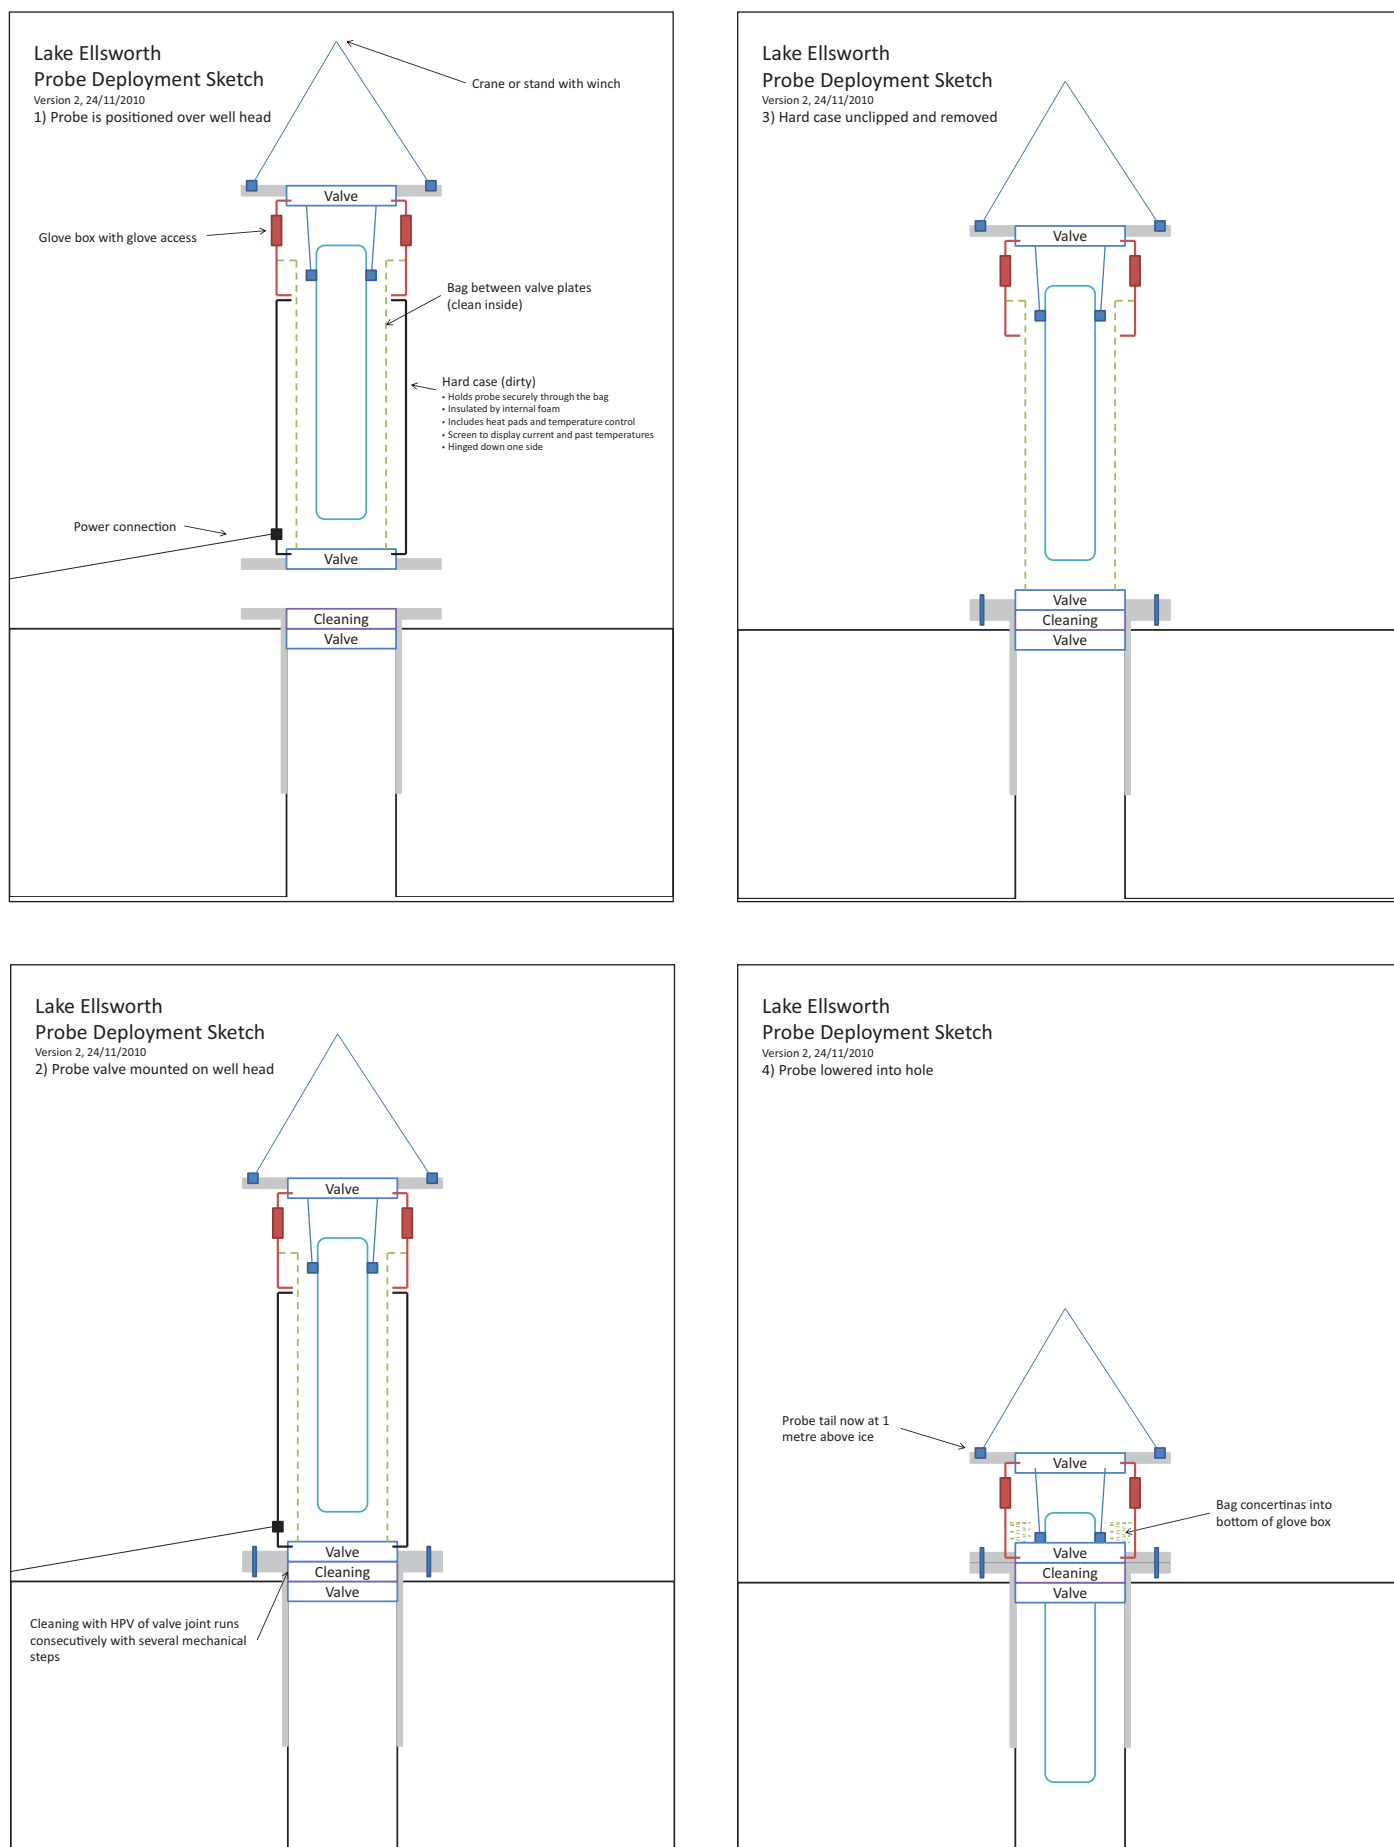 Lake Ellsworth
Probe Deployment Sketch
Version 2, 24/11/2010
1) Probe is positioned over well head
Crane or stand with winch
Valve
Glove box with glove access
Bag between valve plates
(clean inside)
Hard case (dirty)
• Holds probe securely through the bag
• Insulated by internal foam
• Includes heat pads and temperature control
• Screen to display current and past temperatures
• Hinged down one side
Power connection
Valve
Cleaning
Valve
Lake Ellsworth
Probe Deployment Sketch
Version 2, 24/11/2010
3) Hard case unclipped and removed
Valve
Valve
Cleaning
Valve
Lake Ellsworth
Probe Deployment Sketch
Version 2, 24/11/2010
2) Probe valve mounted on well head
Valve
Valve
Cleaning
Valve
Cleaning with HPV of valve joint runs
consecutively with several mechanical
steps
Lake Ellsworth
Probe Deployment Sketch
Version 2, 24/11/2010
4) Probe lowered into hole
Probe tail now at 1
metre above ice
Valve
Bag concertinas into
bottom of glove box
Valve
Cleaning
Valve